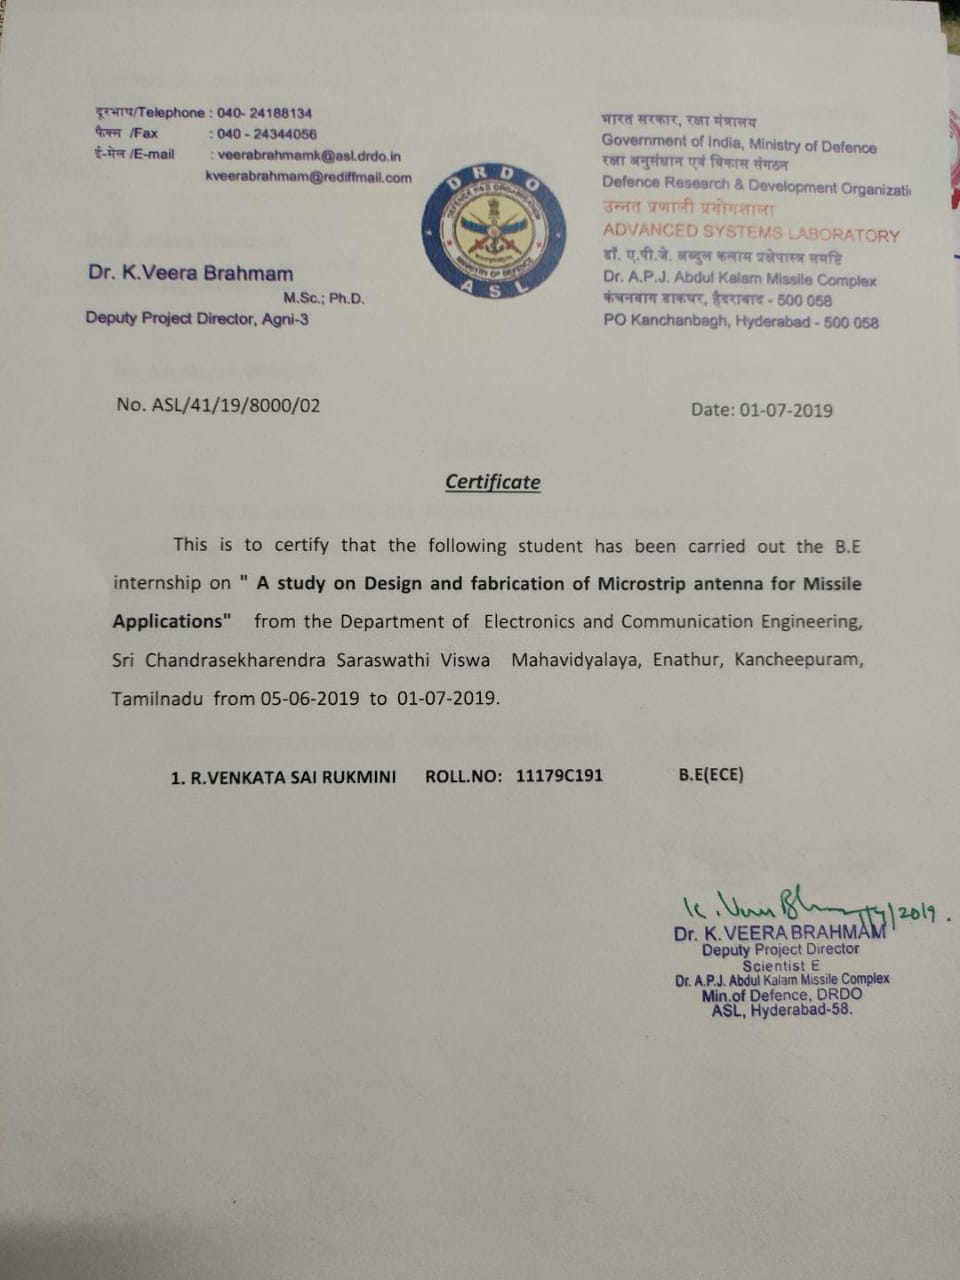 दूरभाष/Telephone : 040- 24188134
फैक्स /Fax : 040 - 24344056
ई-मेल /E-mail : veerabrahmamk@asl.drdo.in
kveerabrahmam@rediffmail.com
Dr. K.Veera Brahmam
M.Sc.; Ph.D.
Deputy Project Director, Agni-3
DRDO
MINISTRY OF DEFENCE
ASL
भारत सरकार, रक्षा मंत्रालय
Government of India, Ministry of Defence
रक्षा अनुसंधान एवं विकास संगठन
Defence Research & Development Organizati
उन्नत प्रणाली प्रयोगशाला
ADVANCED SYSTEMS LABORATORY
डॉ. ए.पी.जे. अब्दुल कलाम प्रक्षेपास्त्र समष्टि
Dr. A.P.J. Abdul Kalam Missile Complex
कंचनबाग डाकघर, हैदराबाद - 500 058
PO Kanchanbagh, Hyderabad - 500 058
No. ASL/41/19/8000/02
Date: 01-07-2019
Certificate
This is to certify that the following student has been carried out the B.E
internship on " A study on Design and fabrication of Microstrip antenna for Missile
Applications" from the Department of Electronics and Communication Engineering,
Sri Chandrasekharendra Saraswathi Viswa Mahavidyalaya, Enathur, Kancheepuram,
Tamilnadu from 05-06-2019 to 01-07-2019.
1. R.VENKATA SAI RUKMINI ROLL.NO: 11179C191 B.E(ECE)
Dr. K. VEERA BRAHMAM
Deputy Project Director
Scientist E
Dr. A.P.J. Abdul Kalam Missile Complex
Min.of Defence, DRDO
ASL, Hyderabad-58.